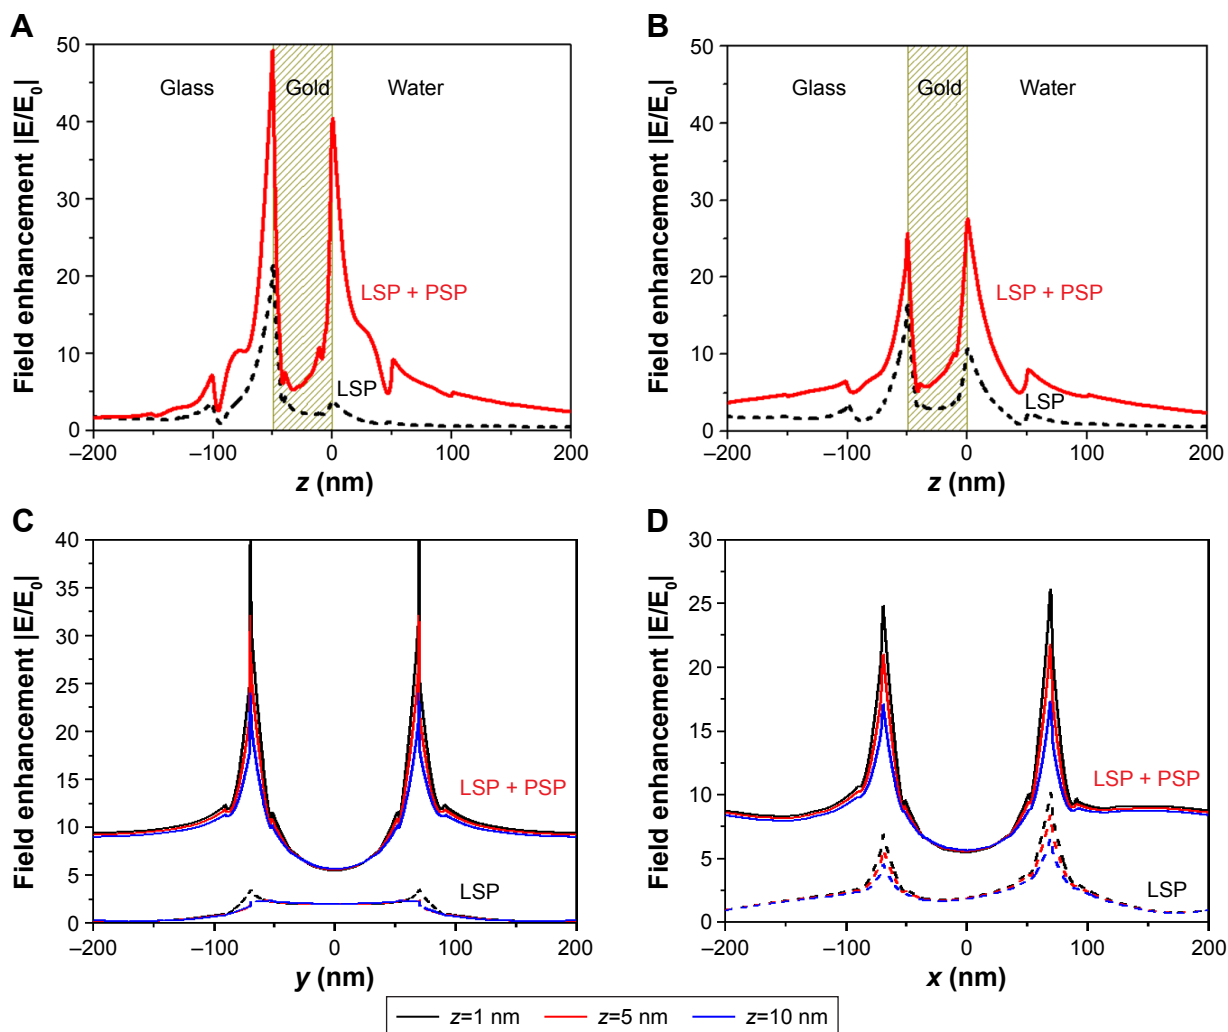 A
Field enhancement |E/E₀|
50
40
30
20
10
0
Glass
Gold
Water
LSP + PSP
LSP
–200
–100
0
100
200
z (nm)
B
Field enhancement |E/E₀|
50
40
30
20
10
0
Glass
Gold
Water
LSP + PSP
LSP
–200
–100
0
100
200
z (nm)
C
Field enhancement |E/E₀|
40
35
30
25
20
15
10
5
0
LSP + PSP
LSP
–200
–100
0
100
200
y (nm)
D
Field enhancement |E/E₀|
30
25
20
15
10
5
0
LSP + PSP
LSP
–200
–100
0
100
200
x (nm)
z=1 nm z=5 nm z=10 nm